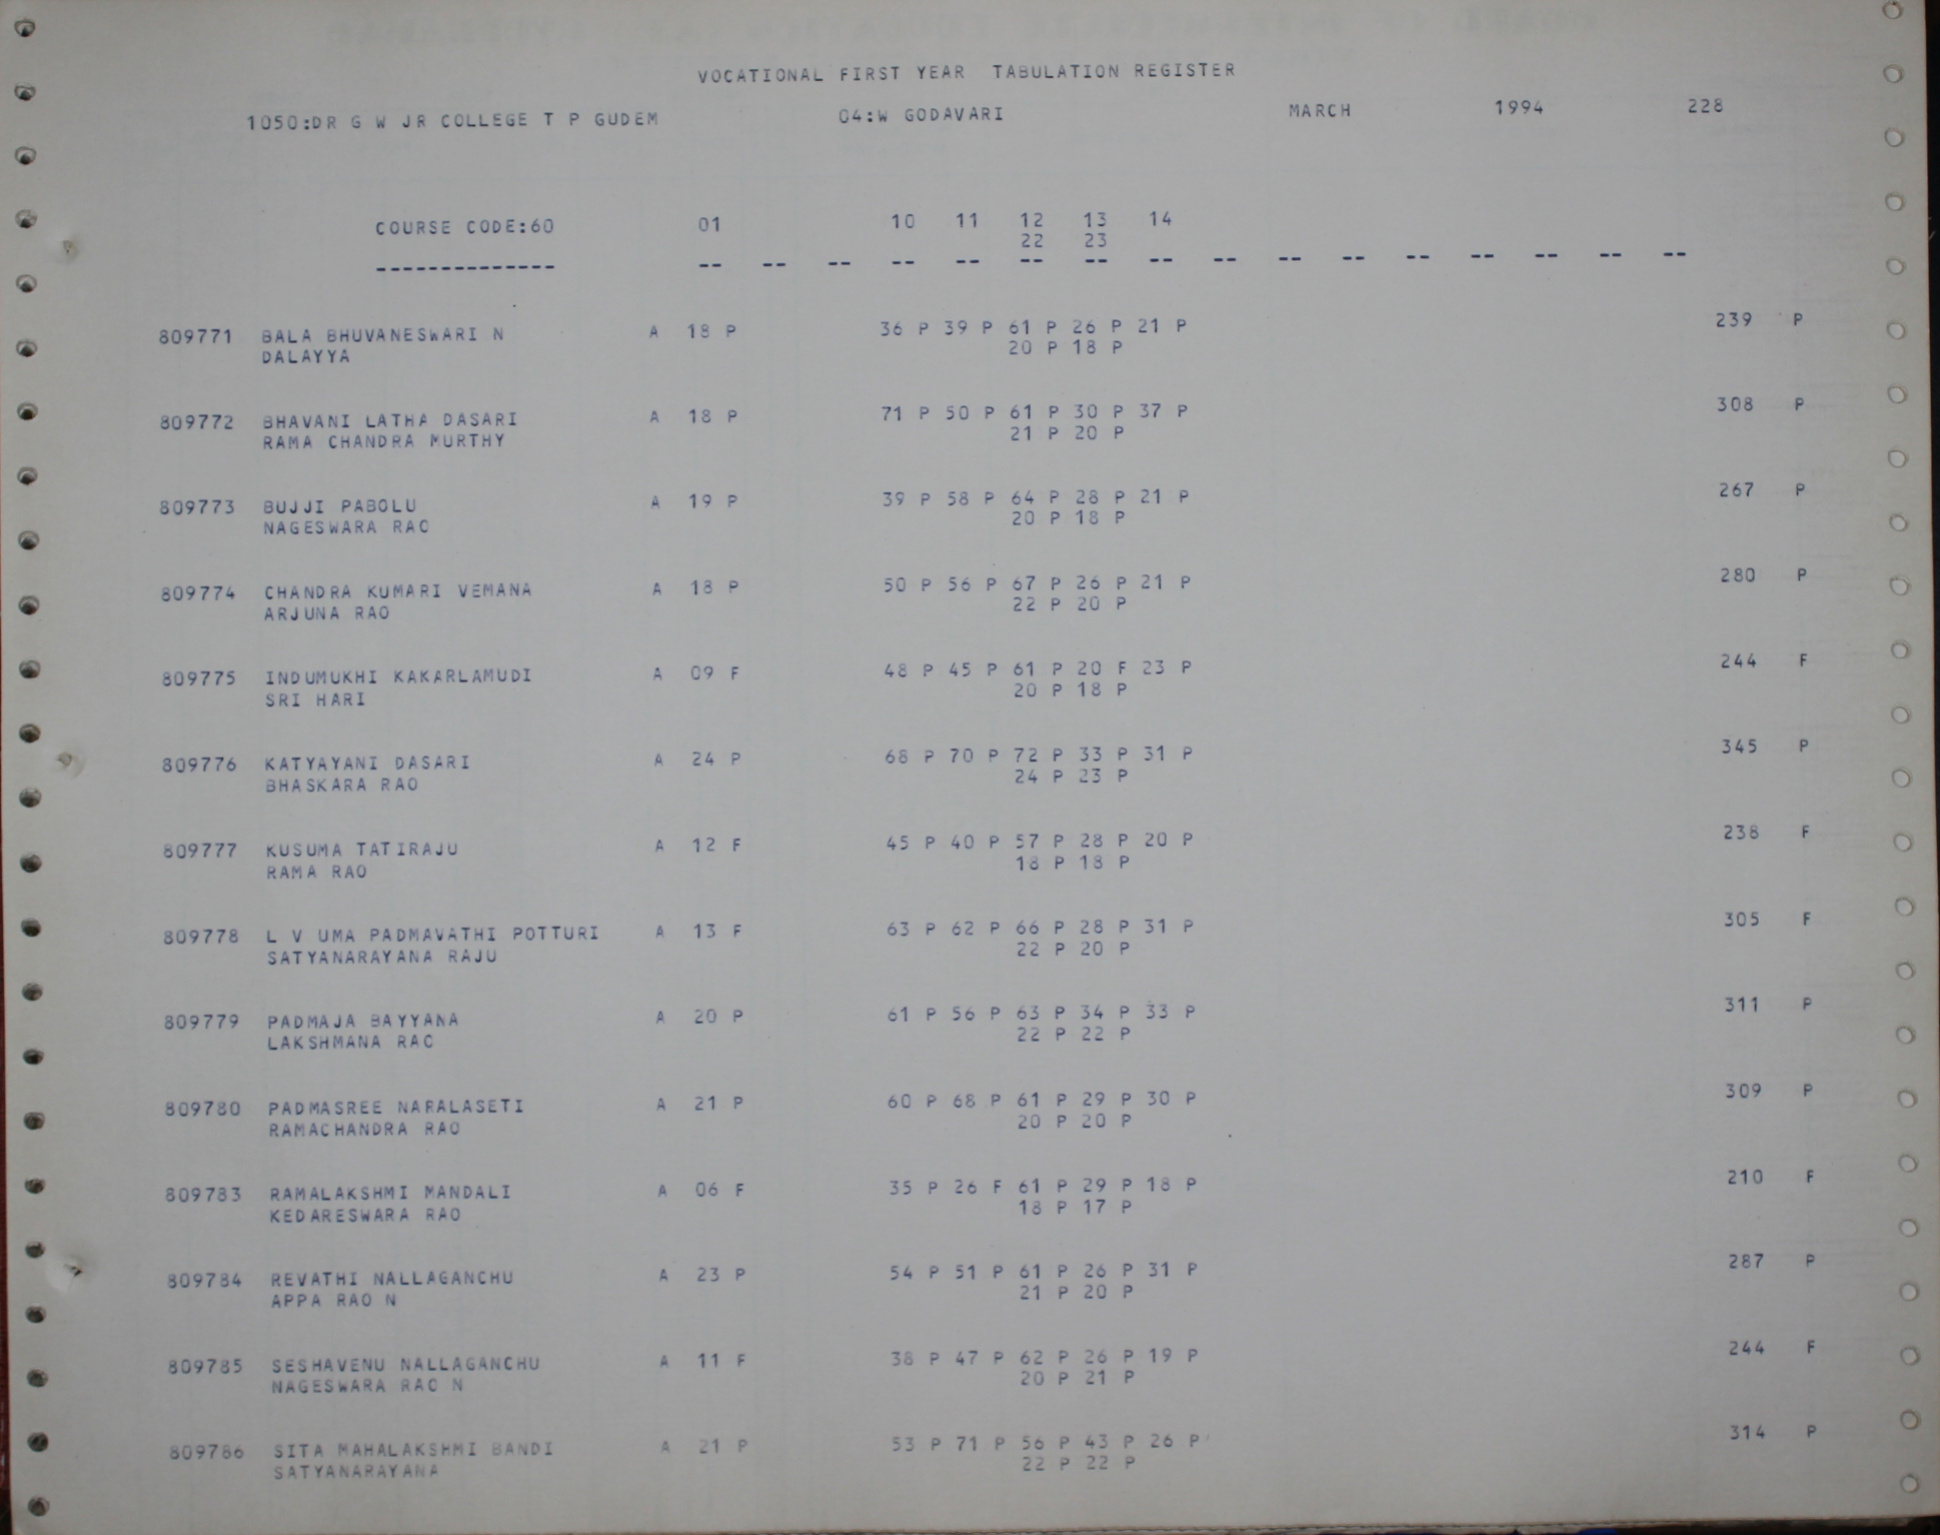 VOCATIONAL FIRST YEAR TABULATION REGISTER
1050:DR G W JR COLLEGE T P GUDEM 04:W GODAVARI MARCH 1994 228
COURSE CODE:60 01 10 11 12 13 14
22 23
-------------- -- -- -- -- -- -- -- -- -- -- -- -- -- -- -- --
809771 BALA BHUVANESWARI N A 18 P 36 P 39 P 61 P 26 P 21 P 239 P
DALAYYA 20 P 18 P
809772 BHAVANI LATHA DASARI A 18 P 71 P 50 P 61 P 30 P 37 P 308 P
RAMA CHANDRA MURTHY 21 P 20 P
809773 BUJJI PABOLU A 19 P 39 P 58 P 64 P 28 P 21 P 267 P
NAGESWARA RAO 20 P 18 P
809774 CHANDRA KUMARI VEMANA A 18 P 50 P 56 P 67 P 26 P 21 P 280 P
ARJUNA RAO 22 P 20 P
809775 INDUMUKHI KAKARLAMUDI A 09 F 48 P 45 P 61 P 20 F 23 P 244 F
SRI HARI 20 P 18 P
809776 KATYAYANI DASARI A 24 P 68 P 70 P 72 P 33 P 31 P 345 P
BHASKARA RAO 24 P 23 P
809777 KUSUMA TATIRAJU A 12 F 45 P 40 P 57 P 28 P 20 P 238 F
RAMA RAO 18 P 18 P
809778 L V UMA PADMAVATHI POTTURI A 13 F 63 P 62 P 66 P 28 P 31 P 305 F
SATYANARAYANA RAJU 22 P 20 P
809779 PADMAJA BAYYANA A 20 P 61 P 56 P 63 P 34 P 33 P 311 P
LAKSHMANA RAO 22 P 22 P
809780 PADMASREE NARALASETI A 21 P 60 P 68 P 61 P 29 P 30 P 309 P
RAMACHANDRA RAO 20 P 20 P
809783 RAMALAKSHMI MANDALI A 06 F 35 P 26 F 61 P 29 P 18 P 210 F
KEDARESWARA RAO 18 P 17 P
809784 REVATHI NALLAGANCHU A 23 P 54 P 51 P 61 P 26 P 31 P 287 P
APPA RAO N 21 P 20 P
809785 SESHAVENU NALLAGANCHU A 11 F 38 P 47 P 62 P 26 P 19 P 244 F
NAGESWARA RAO N 20 P 21 P
809786 SITA MAHALAKSHMI BANDI A 21 P 53 P 71 P 56 P 43 P 26 P 314 P
SATYANARAYANA 22 P 22 P